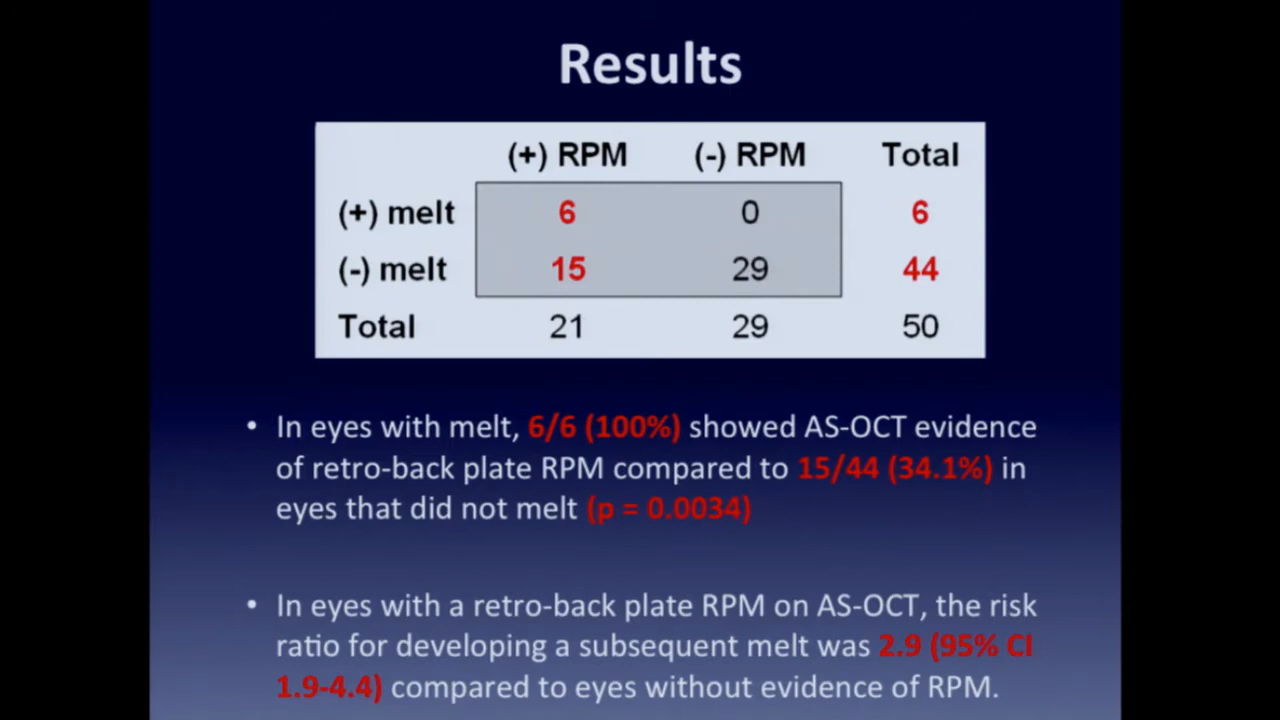 Results
(+) RPM (-) RPM Total
(+) melt 6 0 6
(-) melt 15 29 44
Total 21 29 50
• In eyes with melt, 6/6 (100%) showed AS-OCT evidence
of retro-back plate RPM compared to 15/44 (34.1%) in
eyes that did not melt (p = 0.0034)
• In eyes with a retro-back plate RPM on AS-OCT, the risk
ratio for developing a subsequent melt was 2.9 (95% CI
1.9-4.4) compared to eyes without evidence of RPM.